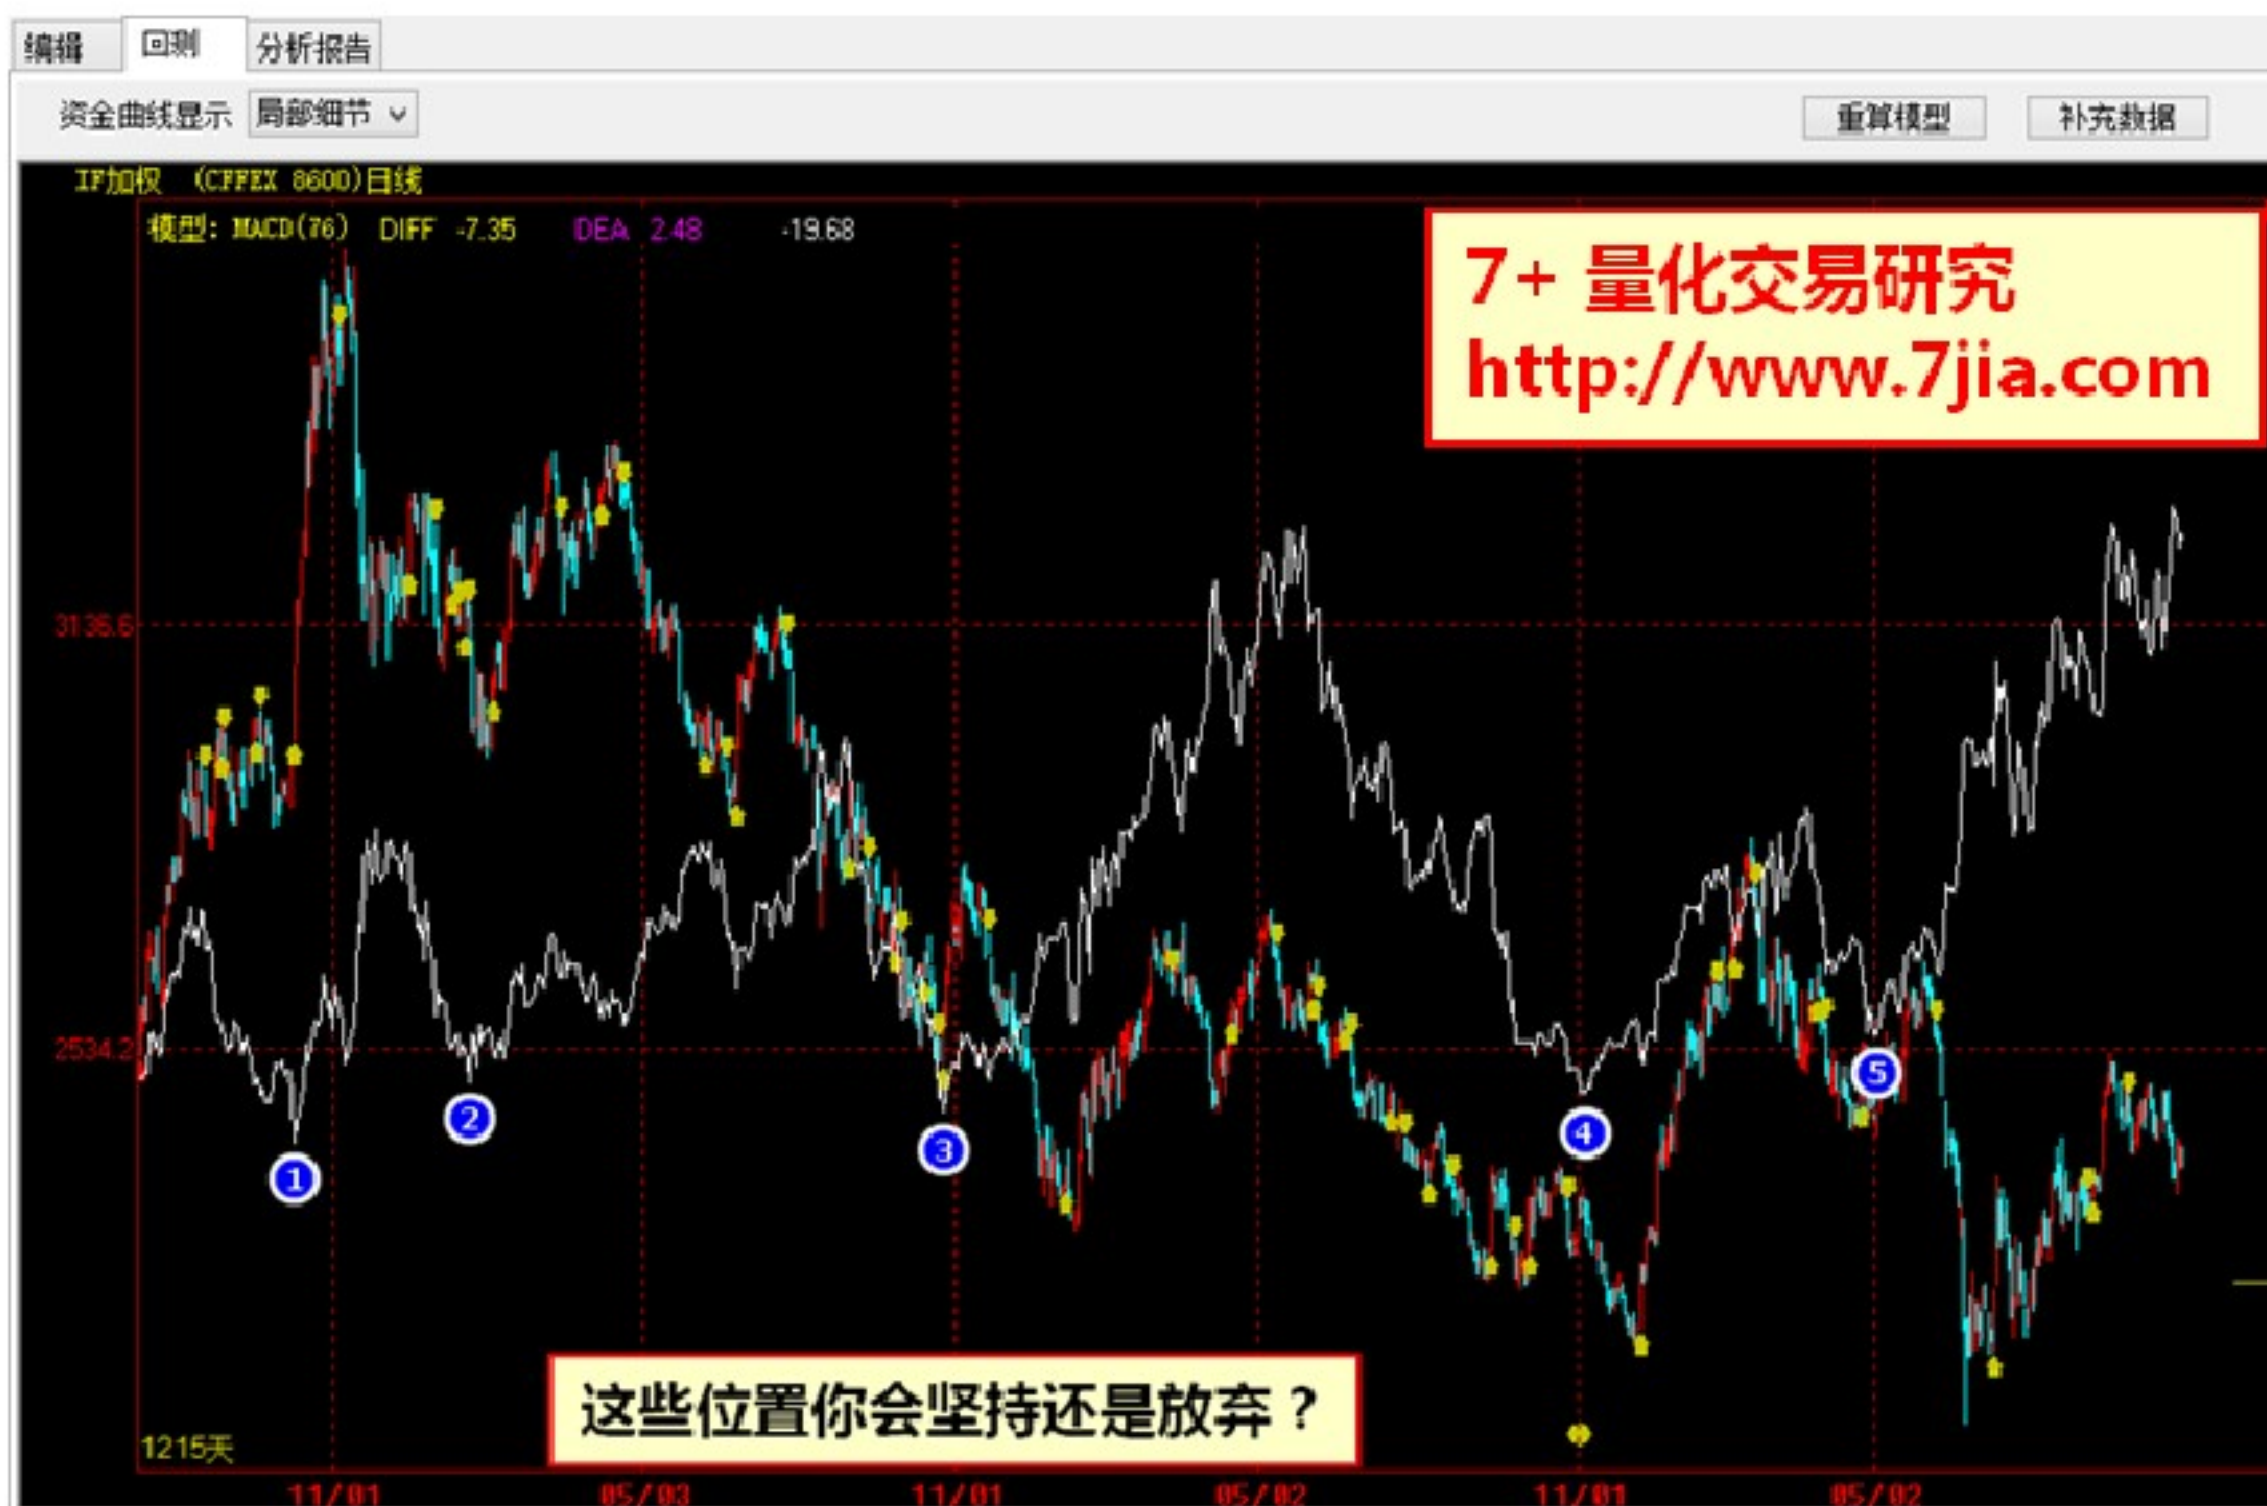 编辑 回测 分析报告
资金曲线显示 局部细节 重算模型 补充数据
IF加权 (CFFEX 8600)日线
模型: MACD(76) DIFF -7.35 DEA 2.48 -19.68
7+ 量化交易研究
http://www.7jia.com
3136.6
2534.2
1
2
3
4
5
这些位置你会坚持还是放弃？
1215天
11/01 05/03 11/01 05/02 11/01 05/02